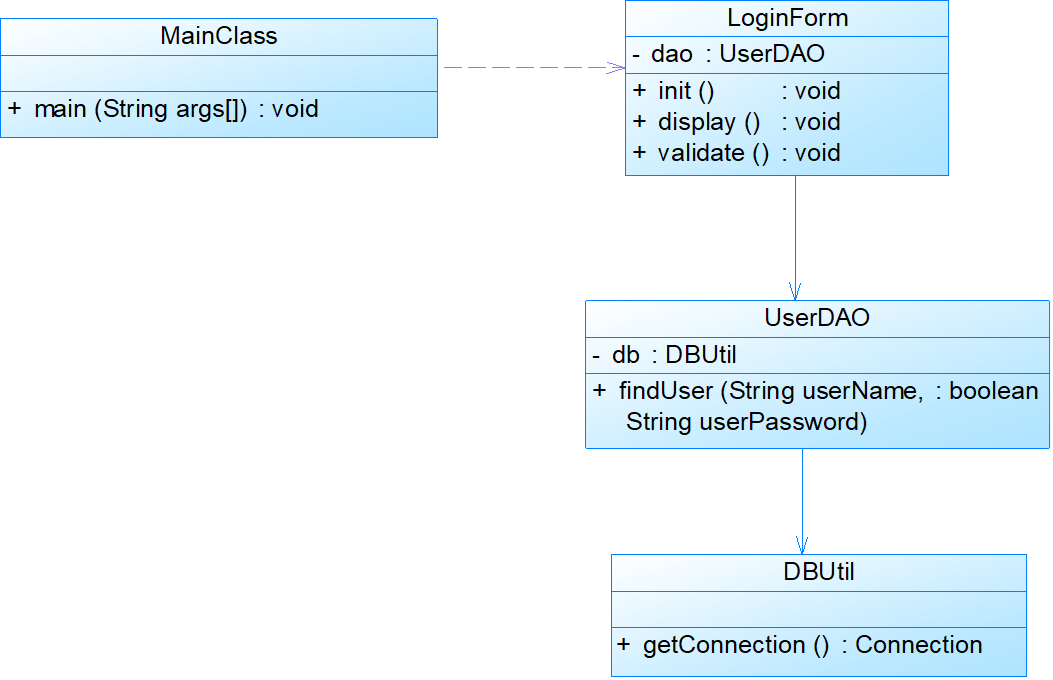 MainClass
+ main (String args[]) : void
LoginForm
- dao : UserDAO
+ init () : void
+ display () : void
+ validate () : void
UserDAO
- db : DBUtil
+ findUser (String userName, : boolean
String userPassword)
DBUtil
+ getConnection () : Connection